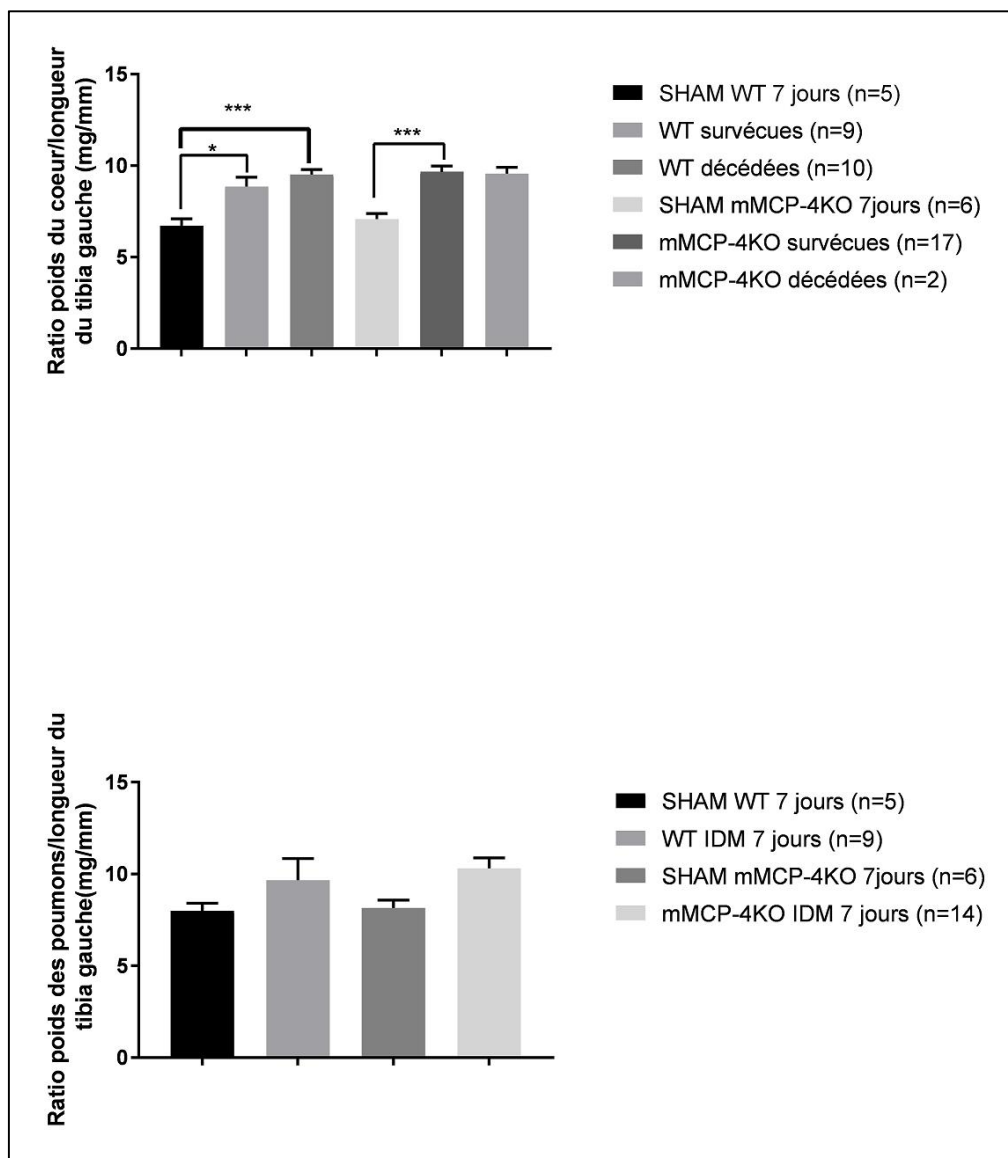 Ratio poids du coeur/longueur
du tibia gauche (mg/mm)
15
10
5
0
***
*
***
SHAM WT 7 jours (n=5)
WT survécues (n=9)
WT décédées (n=10)
SHAM mMCP-4KO 7jours (n=6)
mMCP-4KO survécues (n=17)
mMCP-4KO décédées (n=2)
Ratio poids des poumons/longueur du
tibia gauche(mg/mm)
15
10
5
0
SHAM WT 7 jours (n=5)
WT IDM 7 jours (n=9)
SHAM mMCP-4KO 7jours (n=6)
mMCP-4KO IDM 7 jours (n=14)